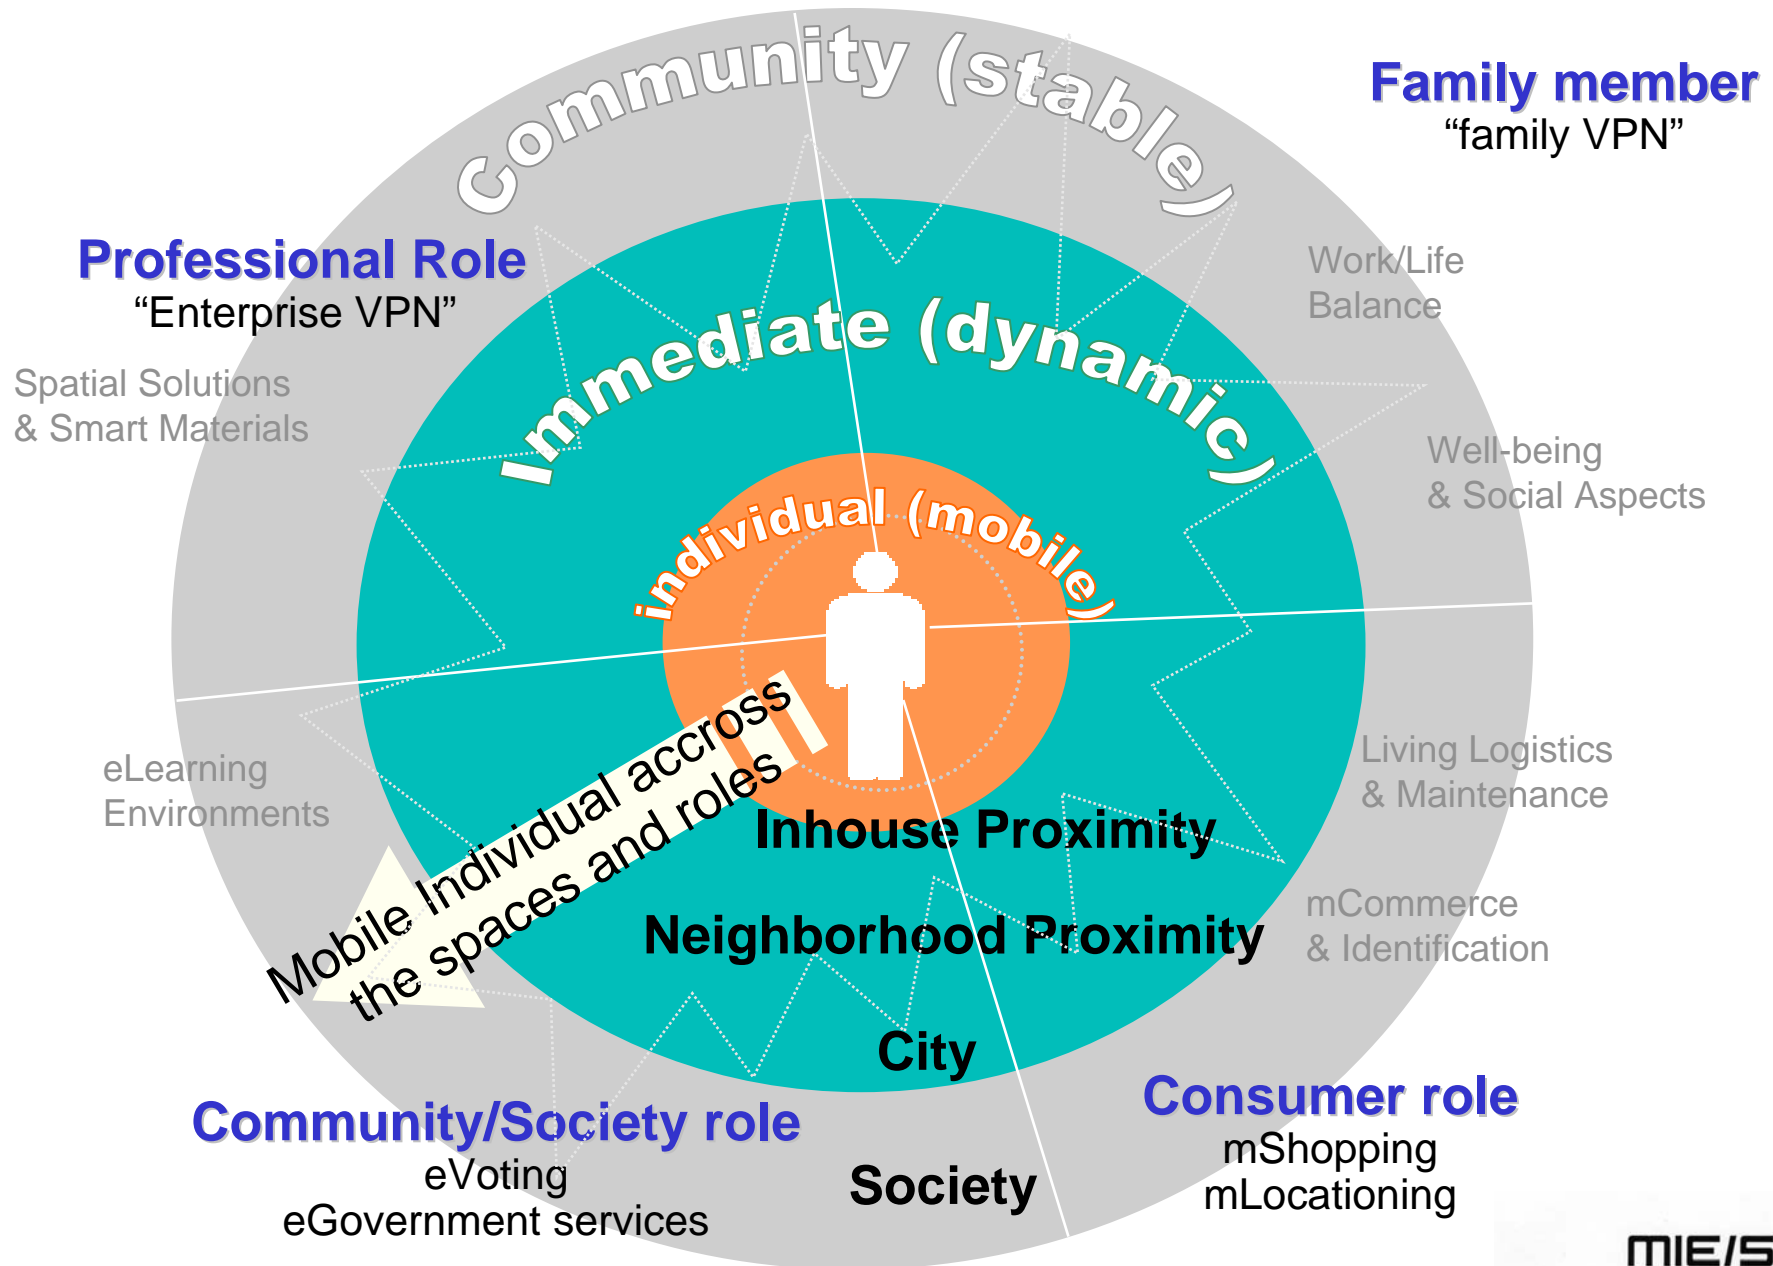 Community (stable)
Family member
“family VPN”
Professional Role
“Enterprise VPN”
Work/Life
Balance
Immediate (dynamic)
Spatial Solutions
& Smart Materials
Well-being
& Social Aspects
individual (mobile)
Mobile Individual accross
the spaces and roles
eLearning
Environments
Living Logistics
& Maintenance
Inhouse Proximity
Neighborhood Proximity
mCommerce
& Identification
City
Community/Society role
eVoting
eGovernment services
Society
Consumer role
mShopping
mLocationing
MIE/S